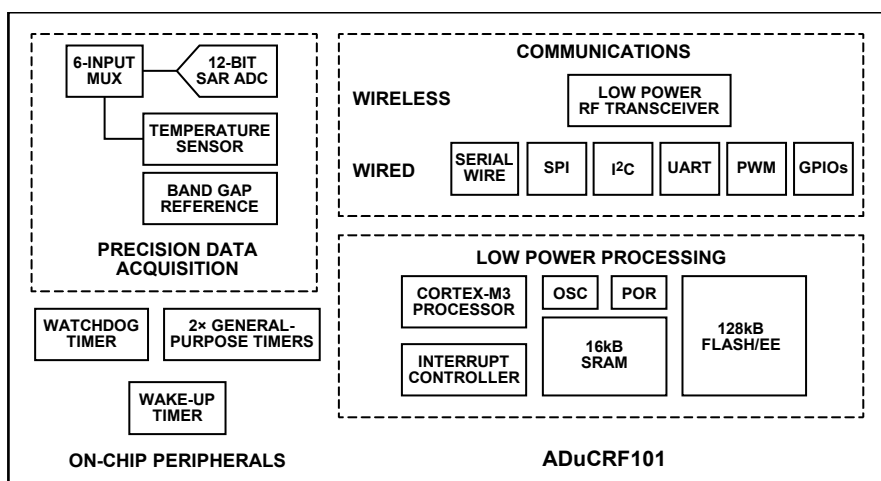 6-INPUT
MUX
12-BIT
SAR ADC
TEMPERATURE
SENSOR
BAND GAP
REFERENCE
PRECISION DATA
ACQUISITION
WATCHDOG
TIMER
2× GENERAL-
PURPOSE TIMERS
WAKE-UP
TIMER
ON-CHIP PERIPHERALS
COMMUNICATIONS
WIRELESS
LOW POWER
RF TRANSCEIVER
WIRED
SERIAL
WIRE
SPI
I²C
UART
PWM
GPIOs
LOW POWER PROCESSING
CORTEX-M3
PROCESSOR
OSC
POR
128kB
FLASH/EE
INTERRUPT
CONTROLLER
16kB
SRAM
ADuCRF101